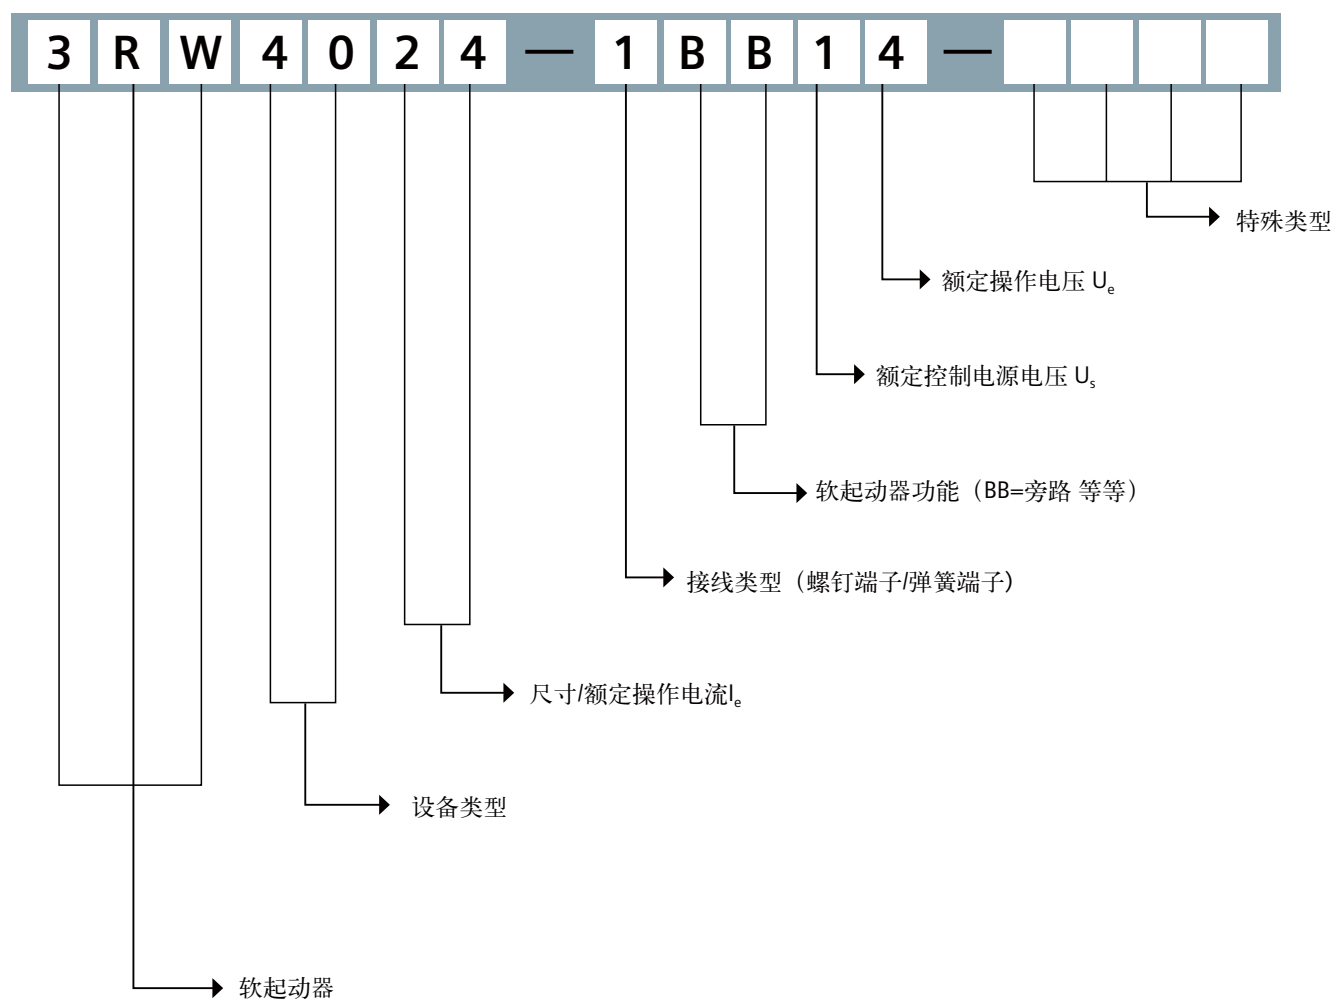 3RW4024 — 1BB14 —
特殊类型
额定操作电压 Ue
额定控制电源电压 Us
软起动器功能（BB=旁路 等等）
接线类型（螺钉端子/弹簧端子）
尺寸/额定操作电流Ie
设备类型
软起动器